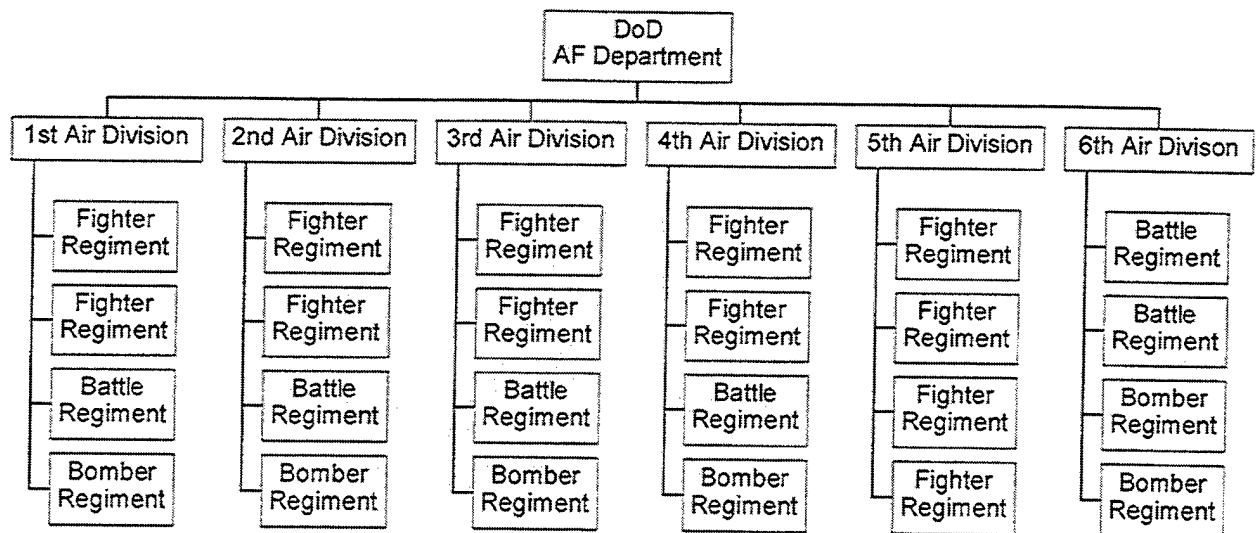 DoD
AF Department
1st Air Division
2nd Air Division
3rd Air Division
4th Air Division
5th Air Division
6th Air Divison
Fighter
Regiment
Fighter
Regiment
Battle
Regiment
Bomber
Regiment
Fighter
Regiment
Fighter
Regiment
Battle
Regiment
Bomber
Regiment
Fighter
Regiment
Fighter
Regiment
Battle
Regiment
Bomber
Regiment
Fighter
Regiment
Fighter
Regiment
Battle
Regiment
Bomber
Regiment
Fighter
Regiment
Fighter
Regiment
Fighter
Regiment
Fighter
Regiment
Battle
Regiment
Battle
Regiment
Bomber
Regiment
Bomber
Regiment